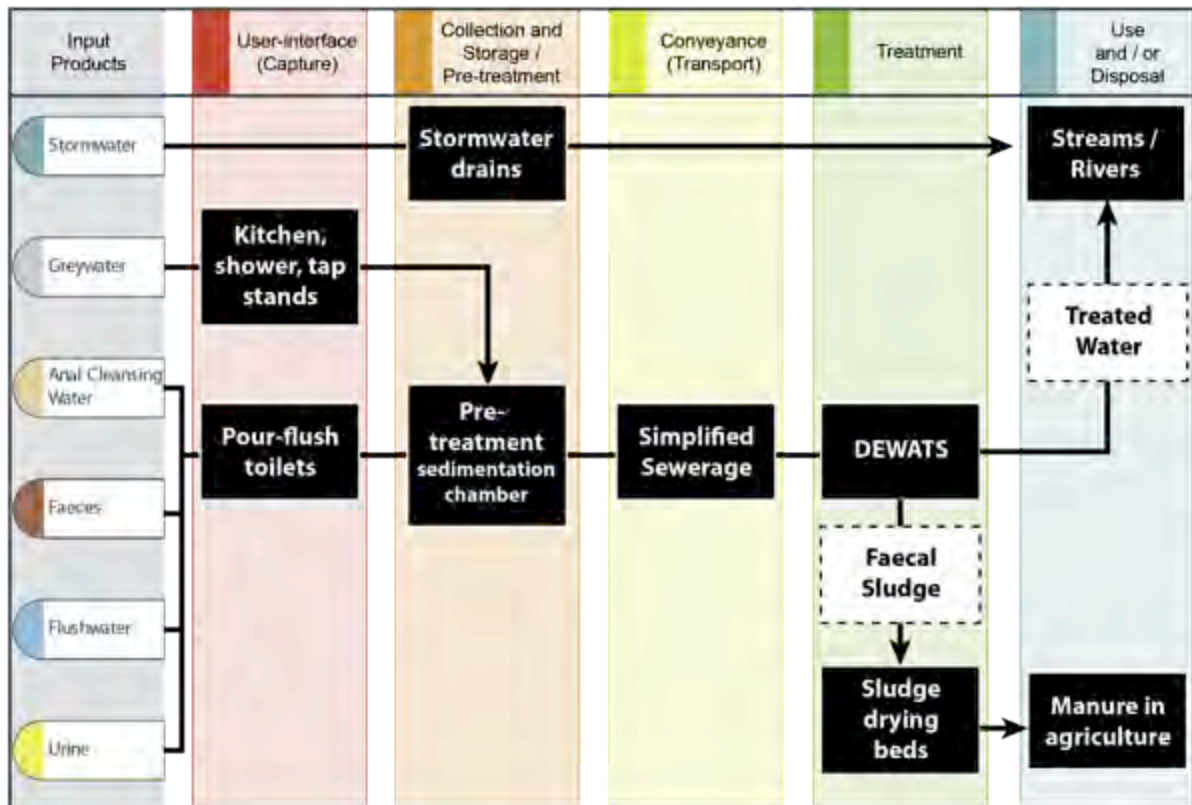 Input
Products
User-interface
(Capture)
Collection and
Storage /
Pre-treatment
Conveyance
(Transport)
Treatment
Use
and / or
Disposal
Stormwater
Stormwater
drains
Streams /
Rivers
Greywater
Kitchen,
shower, tap
stands
Treated
Water
Anal Cleansing
Water
Pour-flush
toilets
Pre-
treatment
sedimentation
chamber
Simplified
Sewerage
DEWATS
Faeces
Faecal
Sludge
Flushwater
Sludge
drying
beds
Manure in
agriculture
Urine